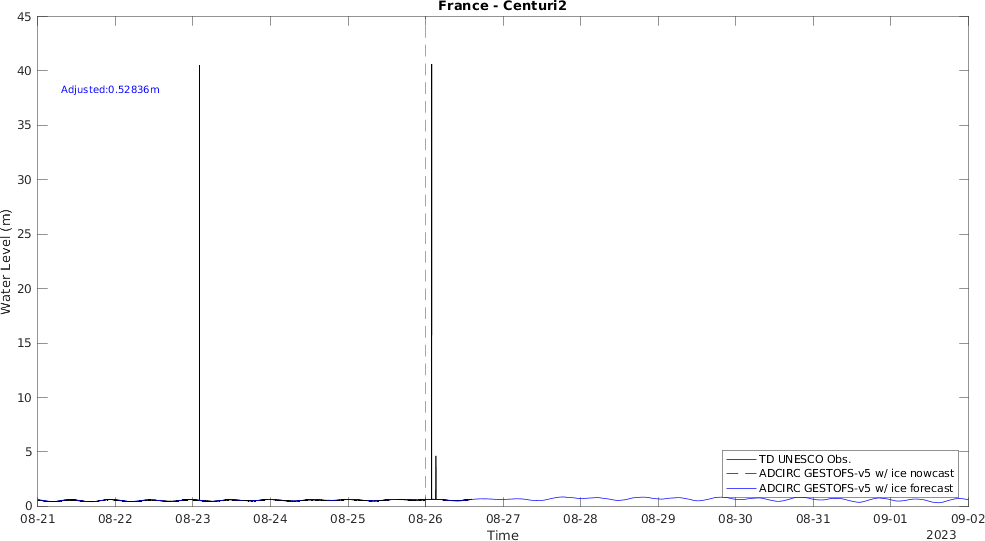 France - Centuri2
45
40
35
30
25
20
15
10
5
0
Water Level (m)
Adjusted:0.52836m
TD UNESCO Obs.
ADCIRC GESTOFS-v5 w/ ice nowcast
ADCIRC GESTOFS-v5 w/ ice forecast
08-21 08-22 08-23 08-24 08-25 08-26 08-27 08-28 08-29 08-30 08-31 09-01 09-02
Time
2023